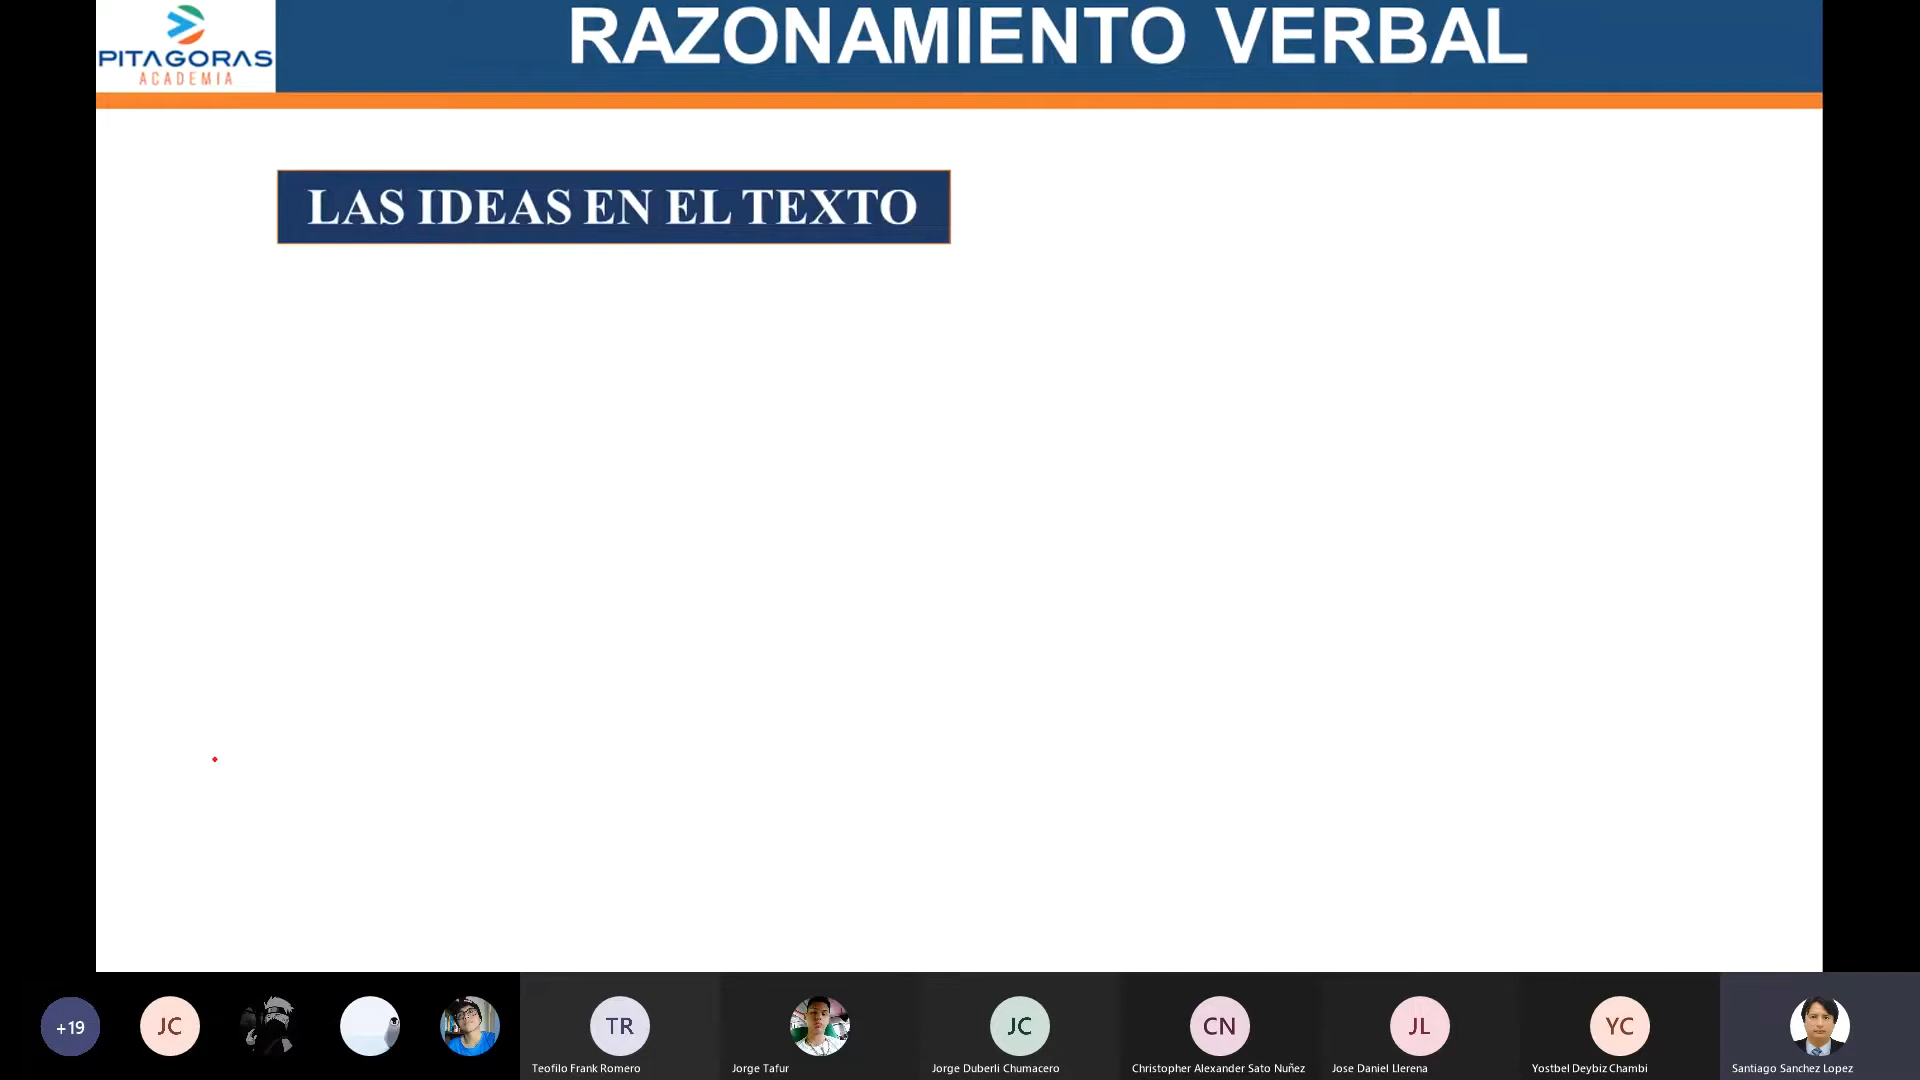 PITAGORAS
ACADEMIA
RAZONAMIENTO VERBAL
LAS IDEAS EN EL TEXTO
+19
JC
TR
JC
CN
JL
YC
Teofilo Frank Romero
Jorge Tafur
Jorge Duberli Chumacero
Christopher Alexander Sato Nuñez
Jose Daniel Llerena
Yostbel Deybiz Chambi
Santiago Sanchez Lopez